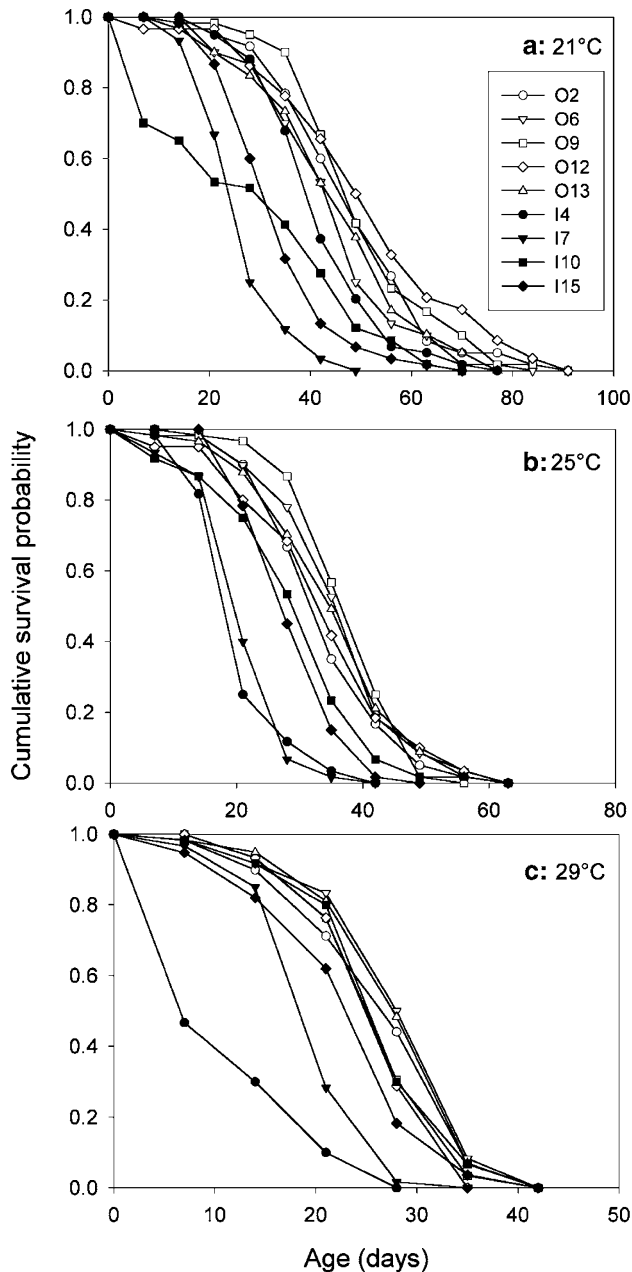 1.0
0.8
0.6
0.4
0.2
0.0
a: 21°C
O2
O6
O9
O12
O13
I4
I7
I10
I15
0 20 40 60 80 100
Cumulative survival probability
1.0
0.8
0.6
0.4
0.2
0.0
b: 25°C
0 20 40 60 80
1.0
0.8
0.6
0.4
0.2
0.0
c: 29°C
0 10 20 30 40 50
Age (days)